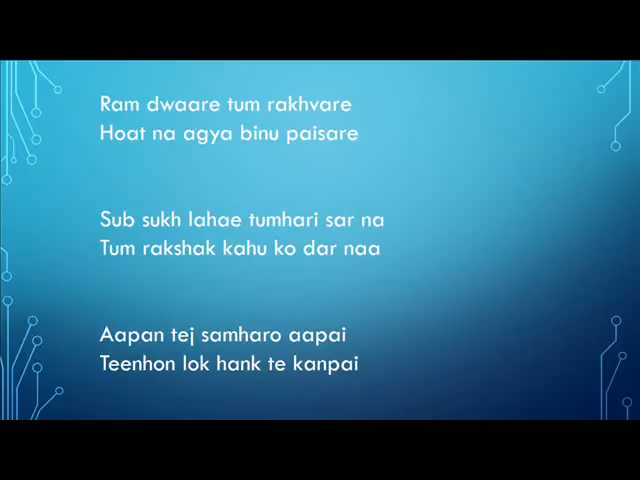 Ram dwaare tum rakhvare
Hoat na agya binu paisare
Sub sukh lahae tumhari sar na
Tum rakshak kahu ko dar naa
Aapan tej samharo aapai
Teenhon lok hank te kanpai